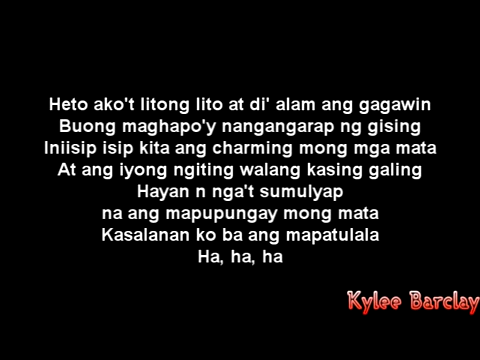 Heto ako't litong lito at di' alam ang gagawin
Buong maghapo'y nangangarap ng gising
Iniisip isip kita ang charming mong mga mata
At ang iyong ngiting walang kasing galing
Hayan n nga't sumulyap
na ang mapupungay mong mata
Kasalanan ko ba ang mapatulala
Ha, ha, ha
Kylee Barclay